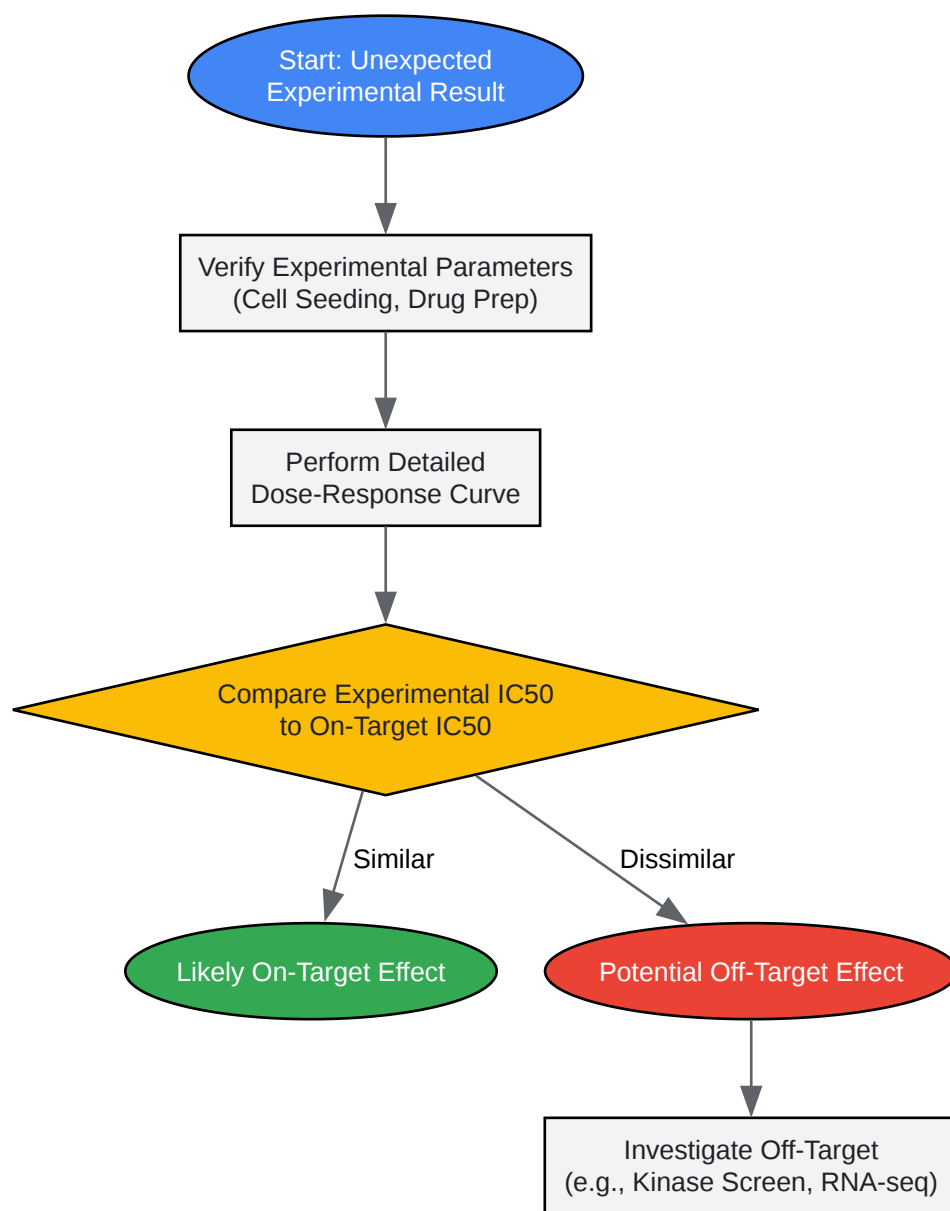 Start: Unexpected
Experimental Result
Verify Experimental Parameters
(Cell Seeding, Drug Prep)
Perform Detailed
Dose-Response Curve
Compare Experimental IC50
to On-Target IC50
Similar
Dissimilar
Likely On-Target Effect
Potential Off-Target Effect
Investigate Off-Target
(e.g., Kinase Screen, RNA-seq)